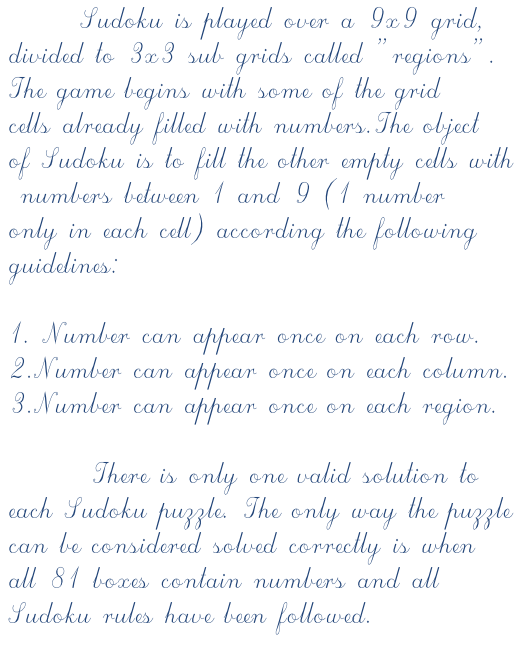 Sudoku is played over a 9x9 grid,
divided to 3x3 sub grids called "regions".
The game begins with some of the grid
cells already filled with numbers.The object
of Sudoku is to fill the other empty cells with
numbers between 1 and 9 (1 number
only in each cell) according the following
guidelines:

1. Number can appear once on each row.
2.Number can appear once on each column.
3.Number can appear once on each region.

There is only one valid solution to
each Sudoku puzzle. The only way the puzzle
can be considered solved correctly is when
all 81 boxes contain numbers and all
Sudoku rules have been followed.